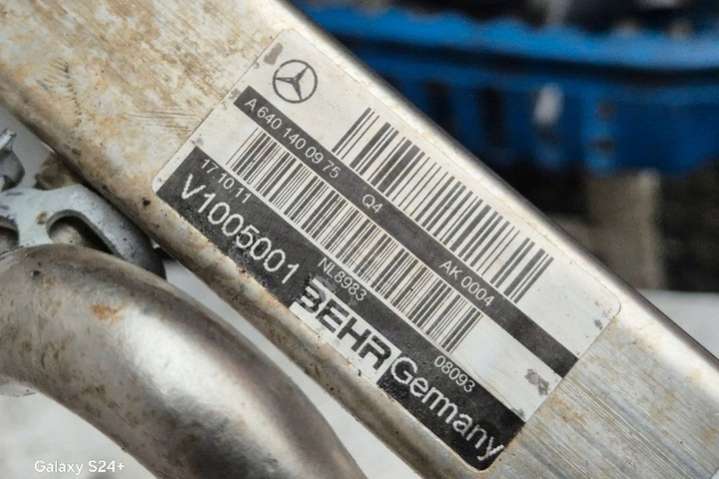 A 640 140 09 75 Q4 AK 0004
17.10.11 NL8983 08093
V1005001 BEHR Germany
Galaxy S24+